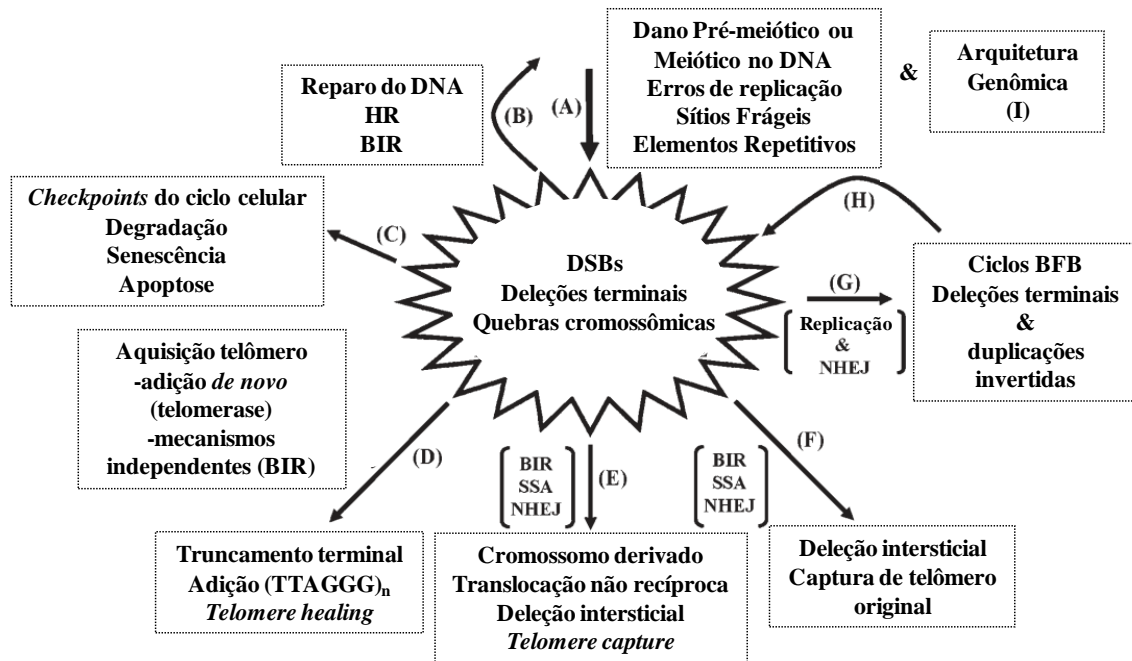 Dano Pré-meiótico ou
Meiótico no DNA
Erros de replicação
Sítios Frágeis
Elementos Repetitivos
&
Arquitetura
Genômica
(I)
Reparo do DNA
HR
BIR
(B)
(A)
Checkpoints do ciclo celular
Degradação
Senescência
Apoptose
(C)
(H)
DSBs
Deleções terminais
Quebras cromossômicas
(G)
Replicação
&
NHEJ
Ciclos BFB
Deleções terminais
&
duplicações
invertidas
Aquisição telômero
-adição de novo
(telomerase)
-mecanismos
independentes (BIR)
(D)
BIR
SSA
NHEJ
(E)
BIR
SSA
NHEJ
(F)
Truncamento terminal
Adição (TTAGGG)n
Telomere healing
Cromossomo derivado
Translocação não recíproca
Deleção intersticial
Telomere capture
Deleção intersticial
Captura de telômero
original